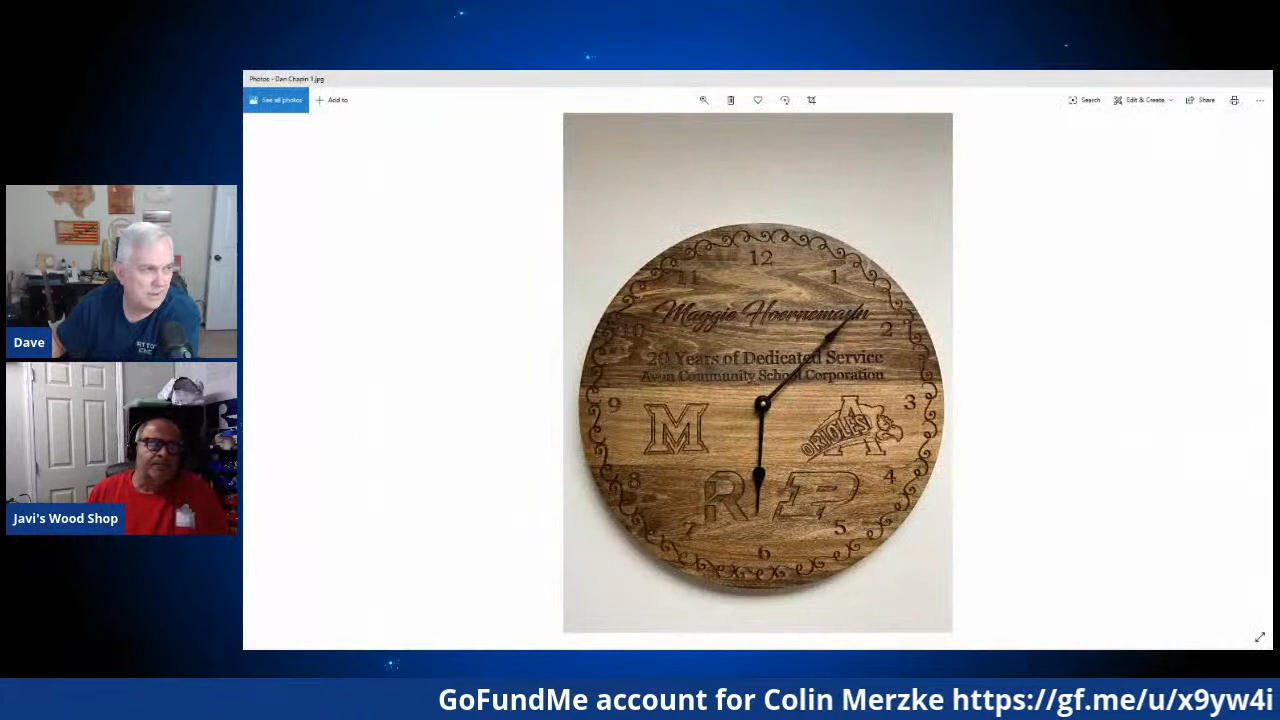 Photos - Dan Chapin 1.jpg
See all photos
Add to
Search
Edit & Create
Share
12
11
1
Maggie Hoernemann
10
2
20 Years of Dedicated Service
Avon Community School Corporation
9
M
A
ORIOLES
3
8
R
P
4
7
5
6
Dave
Javi's Wood Shop
GoFundMe account for Colin Merzke https://gf.me/u/x9yw4i